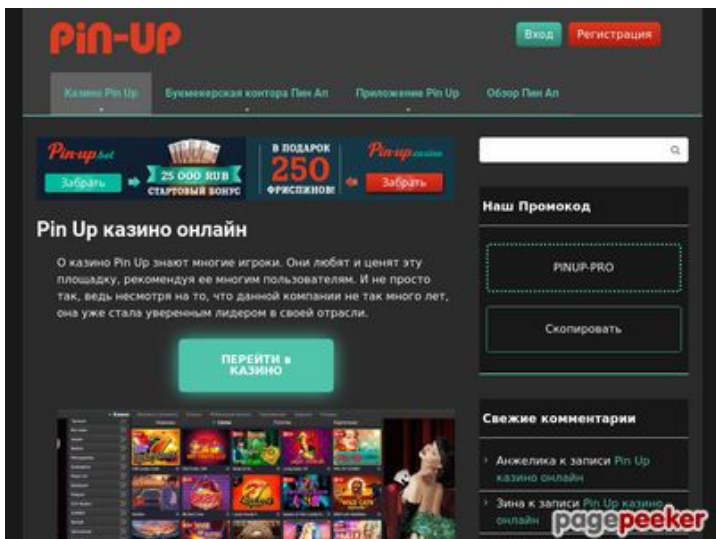 PiN-UP
Вход
Регистрация
Казино Pin Up
Букмекерская контора Пин Ап
Приложение Pin Up
Обзор Пин Ап
Pin-up.bet
Забрать
25 000 RUB
СТАРТОВЫЙ БОНУС
В ПОДАРОК
250
ФРИСПИНОВ!
Pin-up.casino
Забрать
Pin Up казино онлайн
О казино Pin Up знают многие игроки. Они любят и ценят эту
площадку, рекомендуя ее многим пользователям. И не просто
так, ведь несмотря на то, что данной компании не так много лет,
она уже стала уверенным лидером в своей отрасли.
ПЕРЕЙТИ в
КАЗИНО
Наш Промокод
PINUP-PRO
Скопировать
Свежие комментарии
Анжелика к записи Pin Up
казино онлайн
Зина к записи Pin Up казино
онлайн
pagepeeker